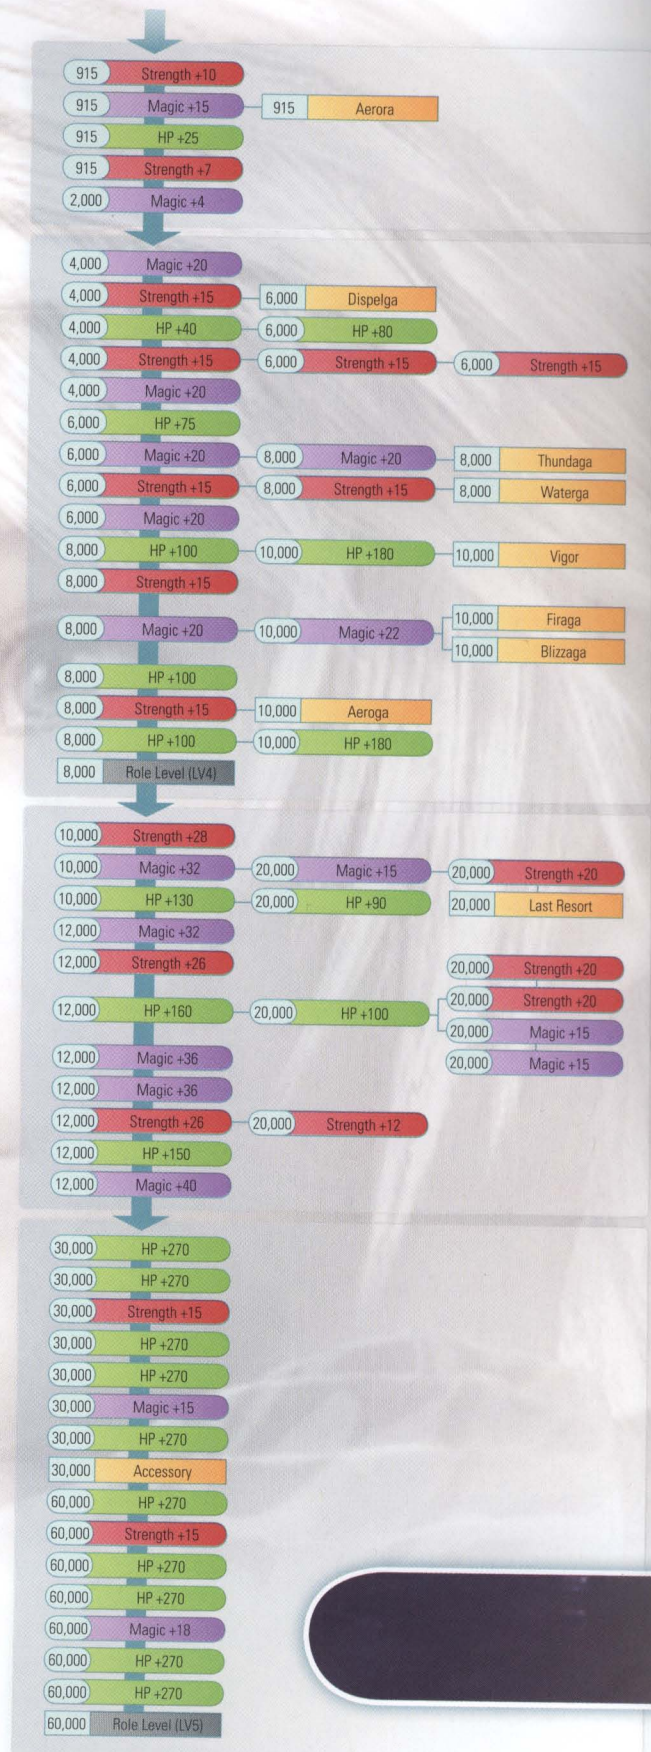 915 Strength +10
915 Magic +15 915 Aerora
915 HP +25
915 Strength +7
2,000 Magic +4
4,000 Magic +20
4,000 Strength +15 6,000 Dispelga
4,000 HP +40 6,000 HP +80
4,000 Strength +15 6,000 Strength +15 6,000 Strength +15
4,000 Magic +20
6,000 HP +75
6,000 Magic +20 8,000 Magic +20 8,000 Thundaga
6,000 Strength +15 8,000 Strength +15 8,000 Waterga
6,000 Magic +20
8,000 HP +100 10,000 HP +180 10,000 Vigor
8,000 Strength +15
10,000 Firaga
8,000 Magic +20 10,000 Magic +22
10,000 Blizzaga
8,000 HP +100
8,000 Strength +15 10,000 Aeroga
8,000 HP +100 10,000 HP +180
8,000 Role Level (LV4)
10,000 Strength +28
10,000 Magic +32 20,000 Magic +15 20,000 Strength +20
10,000 HP +130 20,000 HP +90 20,000 Last Resort
12,000 Magic +32
12,000 Strength +26 20,000 Strength +20
20,000 Strength +20
12,000 HP +160 20,000 HP +100
20,000 Magic +15
12,000 Magic +36 20,000 Magic +15
12,000 Magic +36
12,000 Strength +26 20,000 Strength +12
12,000 HP +150
12,000 Magic +40
30,000 HP +270
30,000 HP +270
30,000 Strength +15
30,000 HP +270
30,000 HP +270
30,000 Magic +15
30,000 HP +270
30,000 Accessory
60,000 HP +270
60,000 Strength +15
60,000 HP +270
60,000 HP +270
60,000 Magic +18
60,000 HP +270
60,000 HP +270
60,000 Role Level (LV5)